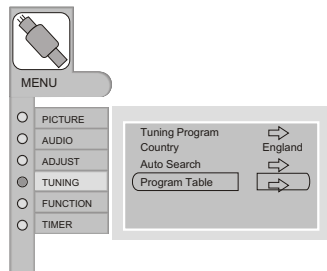 MENU
PICTURE
AUDIO
ADJUST
TUNING
FUNCTION
TIMER
Tuning Program
Country England
Auto Search
Program Table